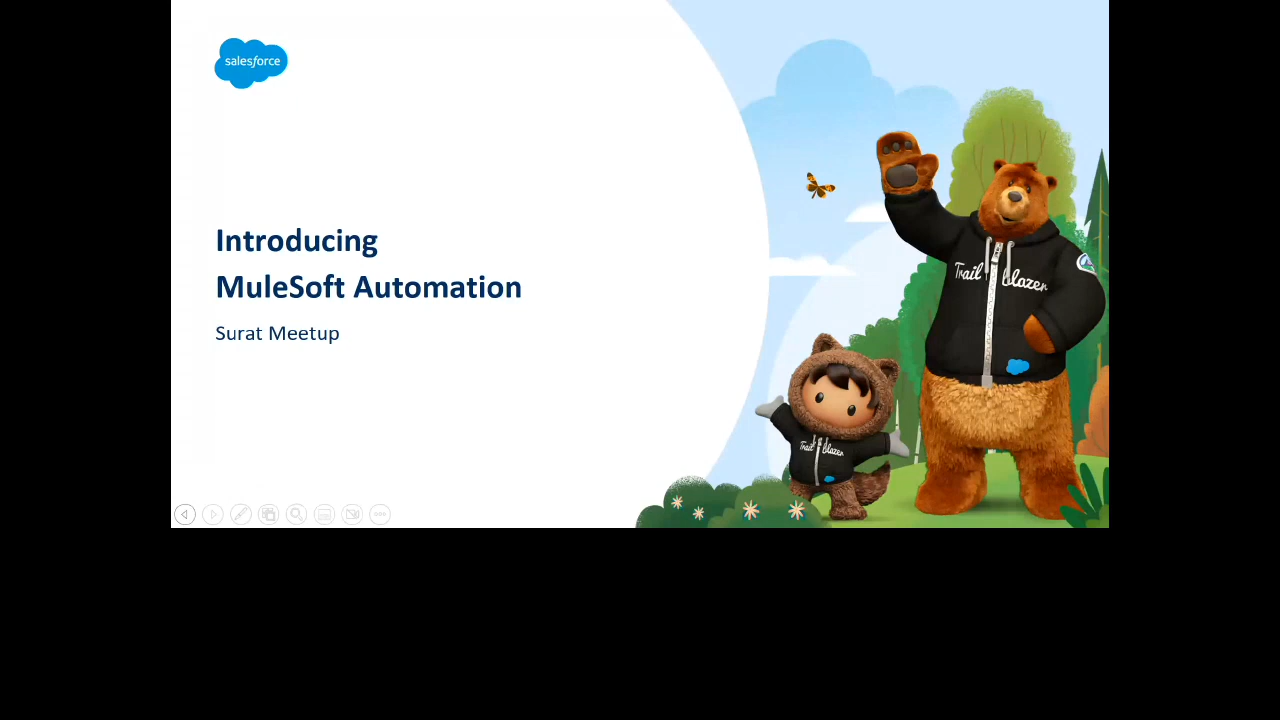 salesforce
Introducing
MuleSoft Automation
Surat Meetup
Trail blazer
Trail blazer